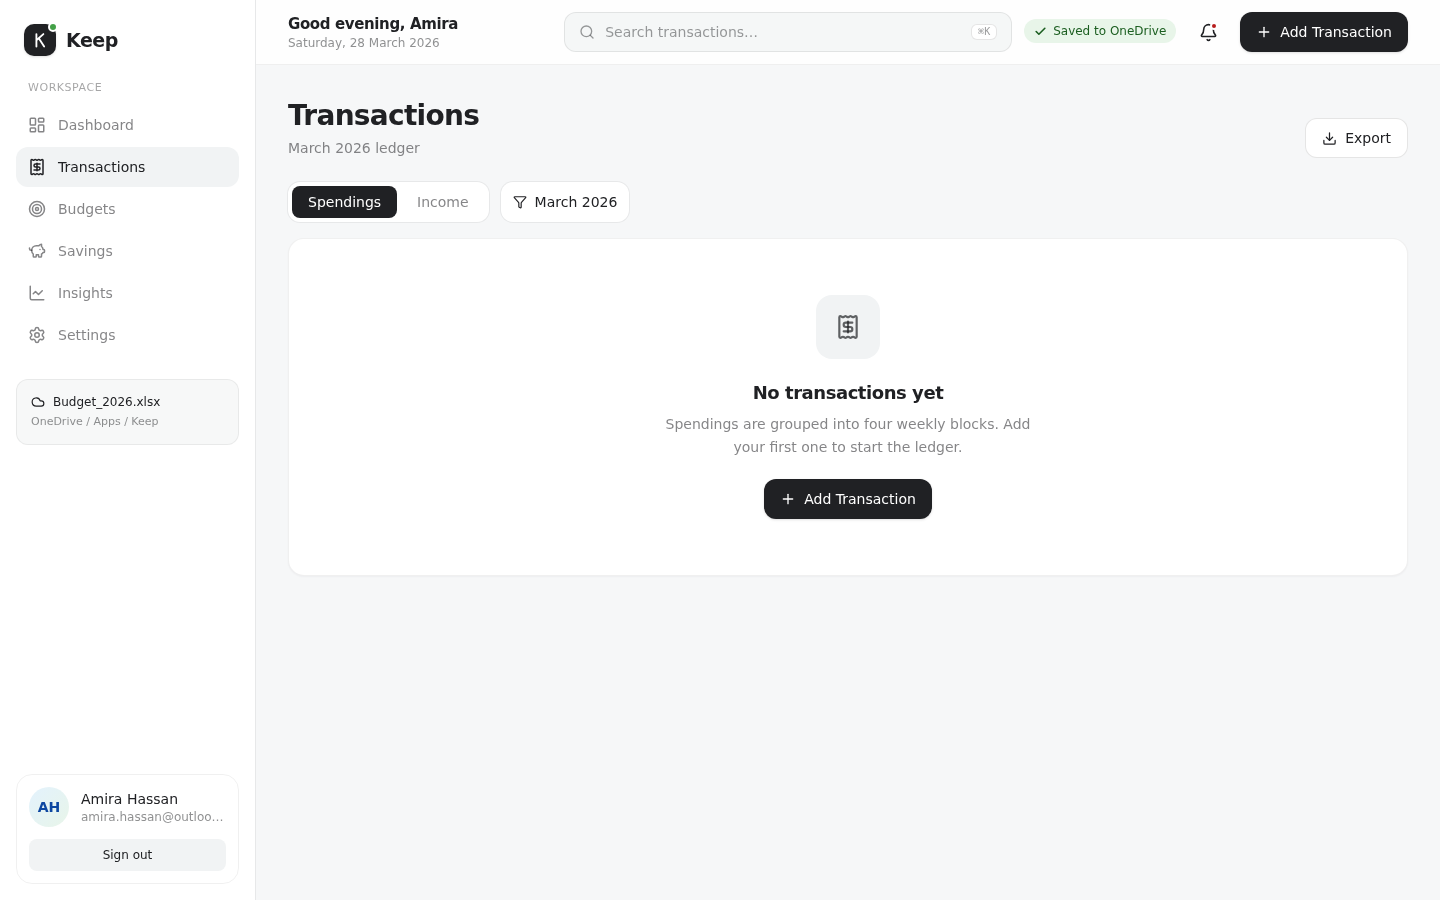 Keep
WORKSPACE
Dashboard
Transactions
Budgets
Savings
Insights
Settings
Budget_2026.xlsx
OneDrive / Apps / Keep
AH
Amira Hassan
amira.hassan@outloo...
Sign out
Good evening, Amira
Saturday, 28 March 2026
Search transactions...
⌘K
Saved to OneDrive
Add Transaction
Transactions
March 2026 ledger
Export
Spendings
Income
March 2026
No transactions yet
Spendings are grouped into four weekly blocks. Add
your first one to start the ledger.
Add Transaction